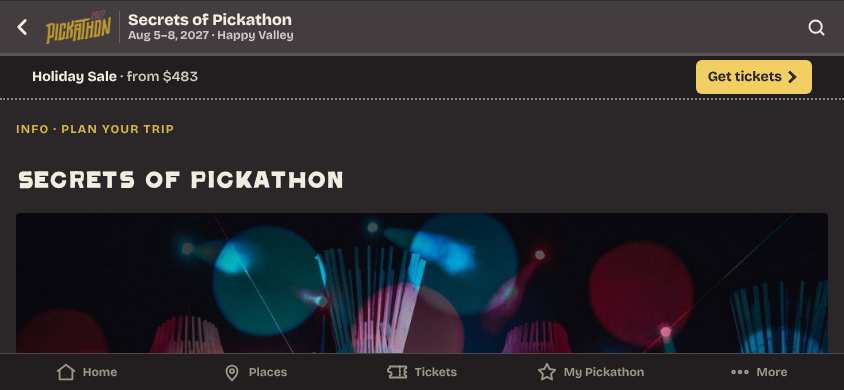 PICKATHON
Secrets of Pickathon
Aug 5–8, 2027 · Happy Valley
Holiday Sale · from $483
Get tickets
INFO · PLAN YOUR TRIP
SECRETS OF PICKATHON
Home
Places
Tickets
My Pickathon
More